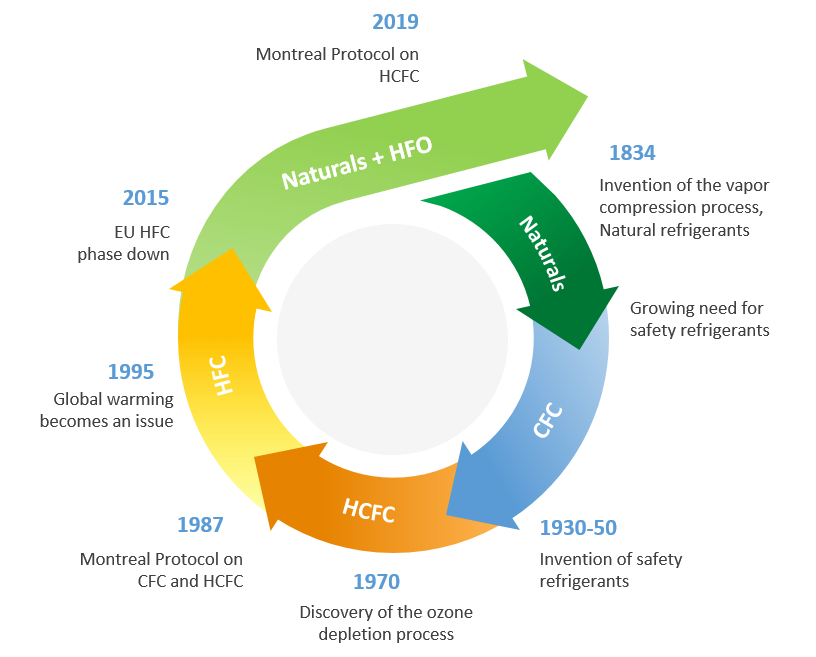 2019
Montreal Protocol on
HCFC
Naturals + HFO
1834
Invention of the vapor
compression process,
Natural refrigerants
Naturals
Growing need for
safety refrigerants
CFC
1930-50
Invention of safety
refrigerants
HCFC
1970
Discovery of the ozone
depletion process
1987
Montreal Protocol on
CFC and HCFC
HFC
1995
Global warming
becomes an issue
2015
EU HFC
phase down